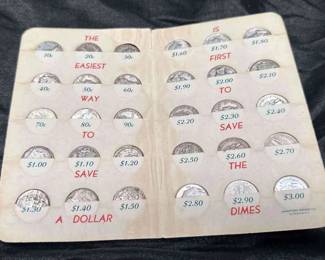 THE
10¢ 20¢ 30¢
EASIEST
40¢ 50¢ 60¢
WAY
70¢ 80¢ 90¢
TO
$1.00 $1.10 $1.20
SAVE
$1.30 $1.40 $1.50
A DOLLAR
IS
$1.60 $1.70 $1.80
FIRST
$1.90 $2.00 $2.10
TO
$2.20 $2.30 $2.40
SAVE
$2.50 $2.60 $2.70
THE
$2.80 $2.90 $3.00
DIMES